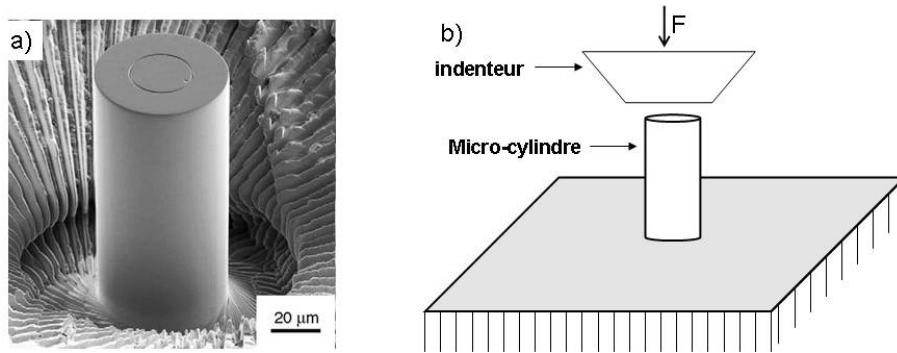 a)
20 µm
b)
F
indenteur
Micro-cylindre